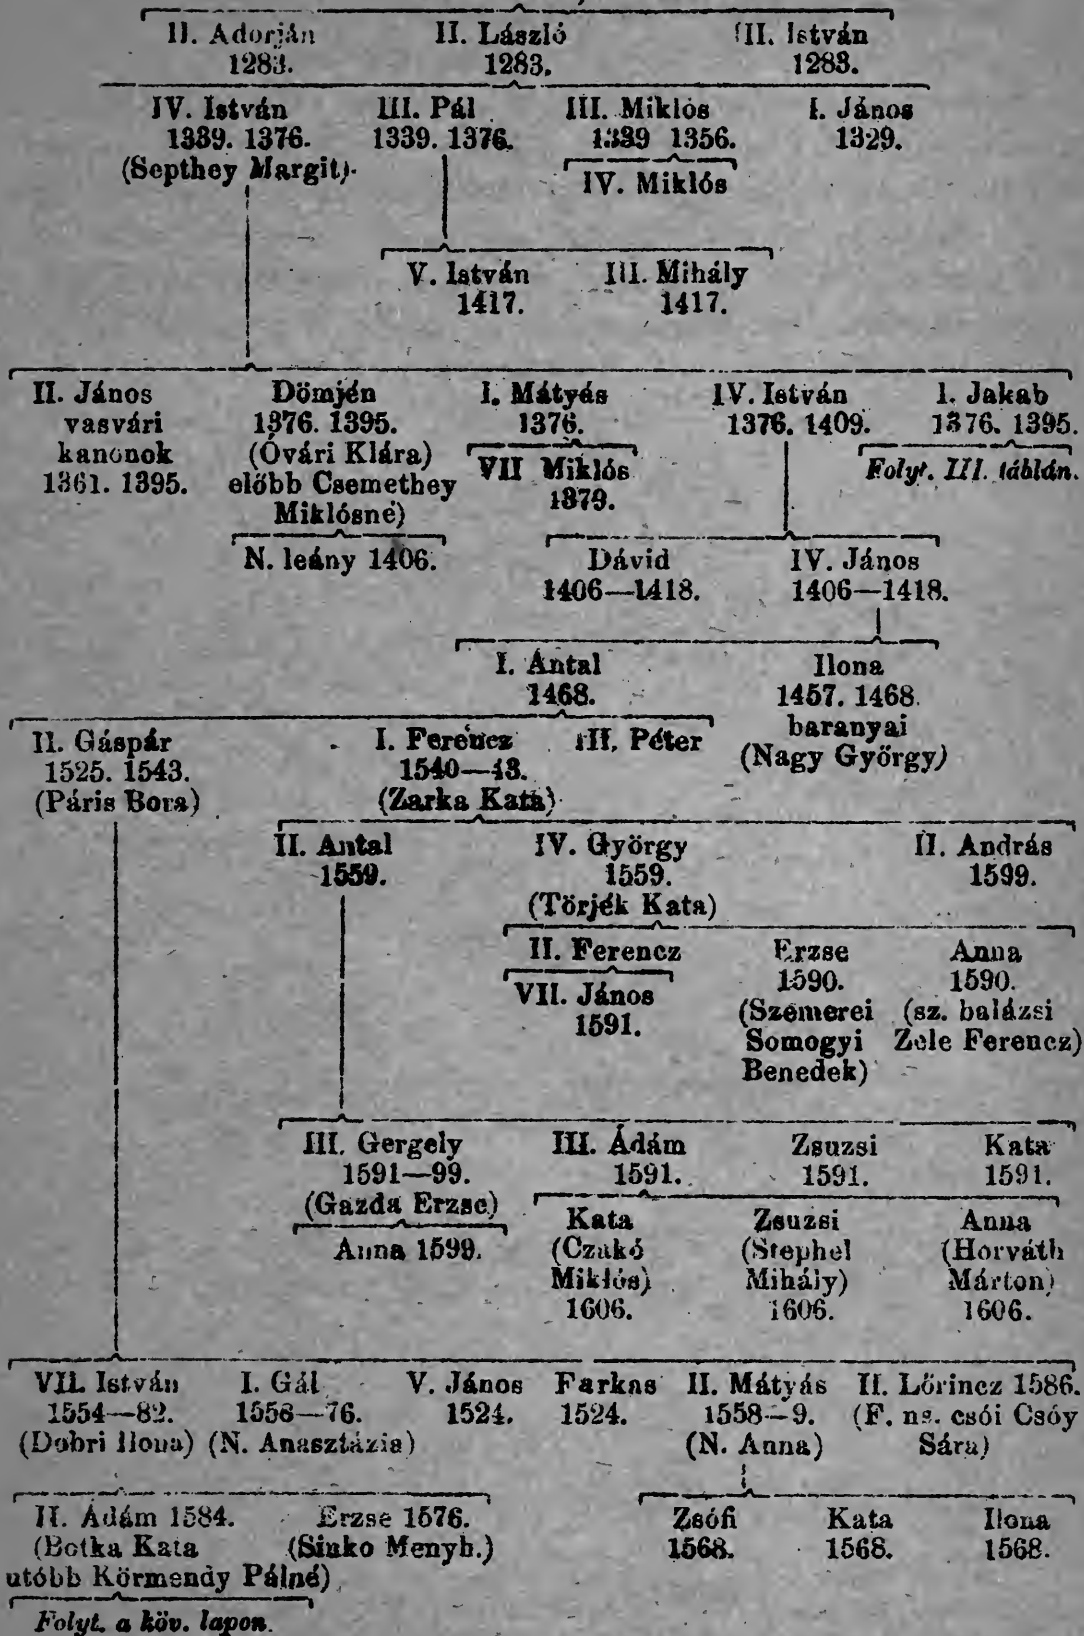 II. Adorján II. László III. István
1283. 1283. 1283.
IV. István III. Pál III. Miklós I. János
1339. 1376. 1339. 1376. 1339 1356. 1329.
(Septhey Margit)
IV. Miklós
V. István III. Mihály
1417. 1417.
II. János Dömjén I. Mátyás IV. István I. Jakab
vasvári 1376. 1395. 1376. 1376. 1409. 1376. 1395.
kanonok (Óvári Klára) VII Miklós Folyt. III. táblán.
1361. 1395. előbb Csemethey 1379.
Miklósné)
N. leány 1406. Dávid IV. János
1406—1418. 1406—1418.
I. Antal Ilona
1468. 1457. 1468.
II. Gáspár I. Ferencz III. Péter baranyai
1525. 1543. 1540—43. (Nagy György)
(Páris Bora) (Zarka Kata)
II. Antal IV. György II. András
1559. 1559. 1599.
(Törjék Kata)
II. Ferencz Erzse Anna
VII. János 1590. 1590.
1591. (Szemerei (sz. balázsi
Somogyi Zele Ferencz)
Benedek)
III. Gergely III. Ádám Zsuzsi Kata
1591—99. 1591. 1591. 1591.
(Gazda Erzse) Kata Zsuzsi Anna
Anna 1599. (Czakó (Stephel (Horváth
Miklós) Mihály) Márton)
1606. 1606. 1606.
VII. István I. Gál V. János Farkas II. Mátyás II. Lőrincz 1586.
1554—82. 1558—76. 1524. 1524. 1558—9. (F. ns. csói Csóy
(Dobri Ilona) (N. Anasztázia) (N. Anna) Sára)
II. Ádám 1584. Erzse 1576. Zsófi Kata Ilona
(Botka Kata (Sinko Menyh.) 1568. 1568. 1568.
utóbb Körmendy Pálné)
Folyt. a köv. lapon.